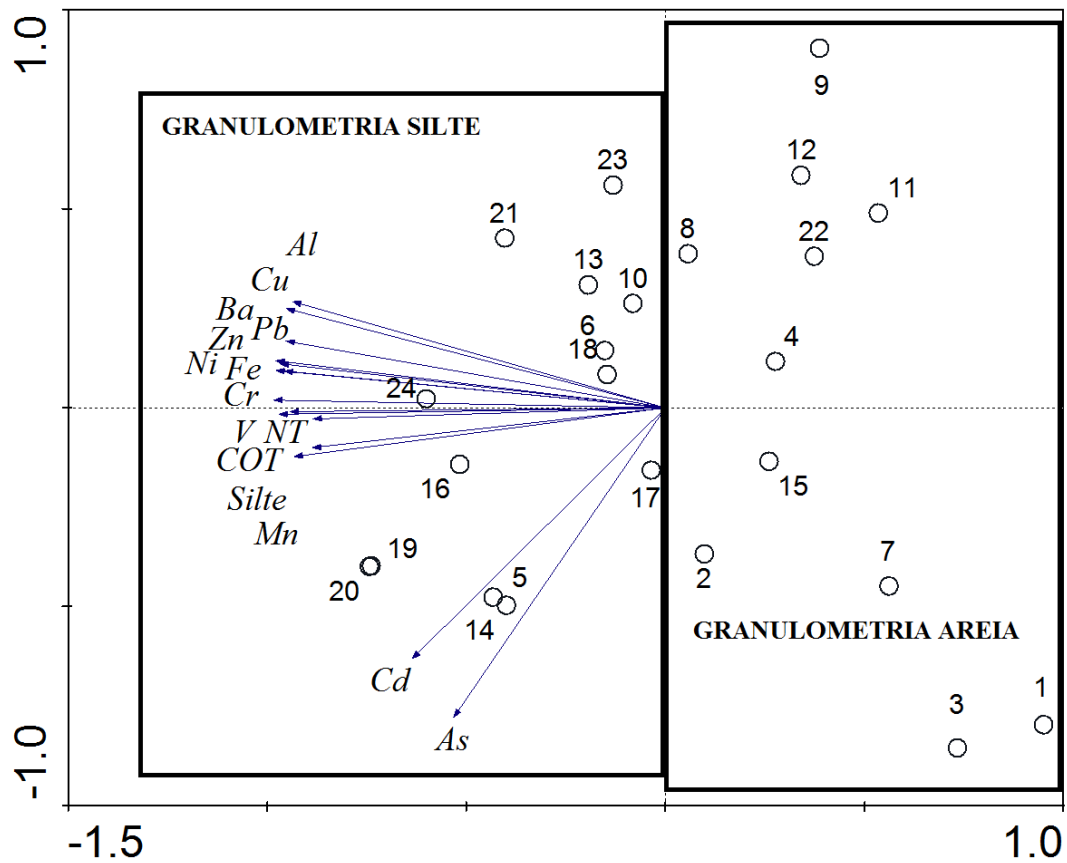 1.0
9
GRANULOMETRIA SILTE
23
12
11
21
8
22
Al
13
10
Cu
Ba
Pb
6
Zn
18
4
Ni
Fe
Cr
24
V
NT
COT
16
17
15
Silte
Mn
19
20
5
2
7
14
GRANULOMETRIA AREIA
Cd
As
3
1
-1.0
-1.5
1.0